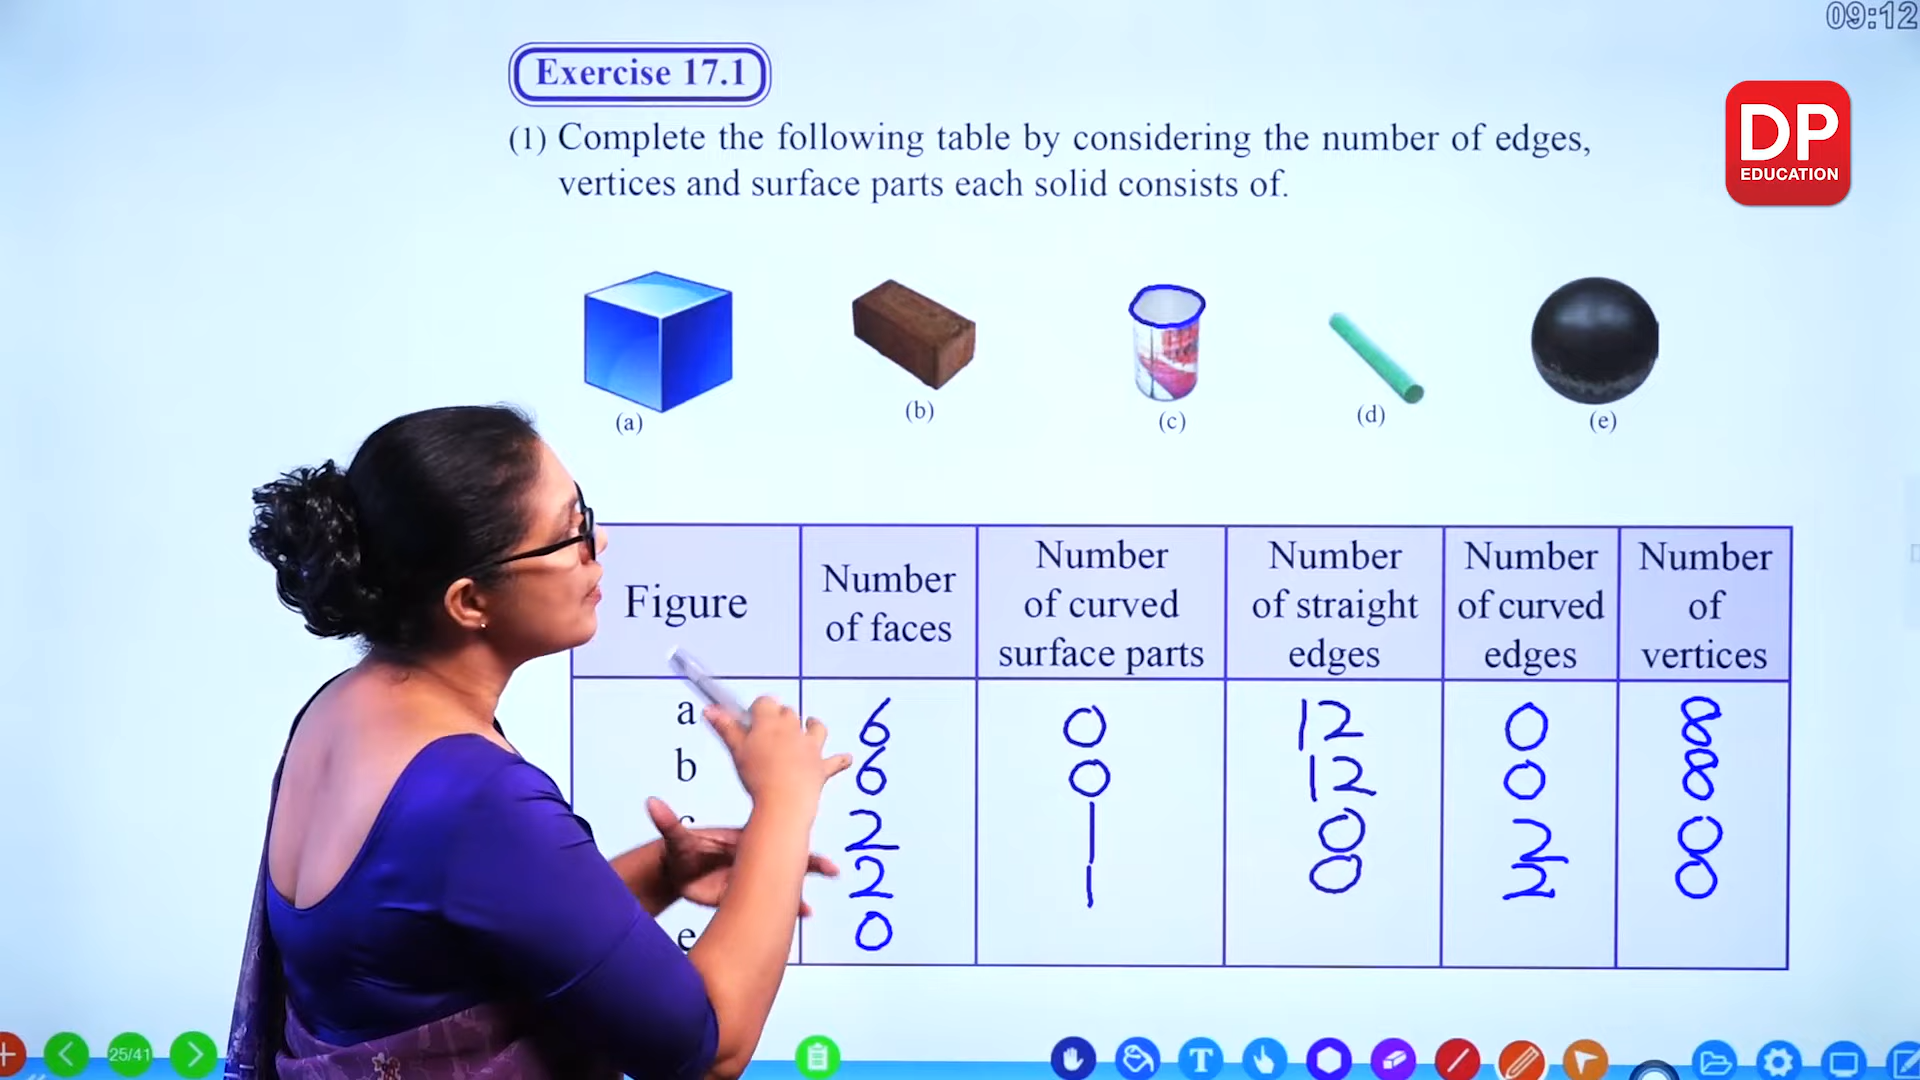 09:12
Exercise 17.1
DP
EDUCATION
(1) Complete the following table by considering the number of edges,
vertices and surface parts each solid consists of.
(a) (b) (c) (d) (e)
Figure Number of faces Number of curved surface parts Number of straight edges Number of curved edges Number of vertices
a 6 0 12 0 8
b 6 0 12 0 8
c 2 1 0 2 0
2 1 0 2 0
e 0
25/41
T